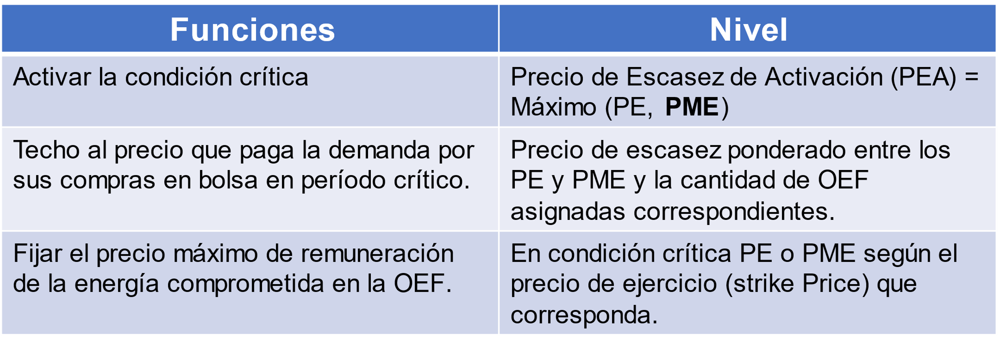 Funciones
Nivel
Activar la condición crítica
Precio de Escasez de Activación (PEA) =
Máximo (PE, PME)
Techo al precio que paga la demanda por
sus compras en bolsa en período crítico.
Precio de escasez ponderado entre los
PE y PME y la cantidad de OEF
asignadas correspondientes.
Fijar el precio máximo de remuneración
de la energía comprometida en la OEF.
En condición crítica PE o PME según el
precio de ejercicio (strike Price) que
corresponda.